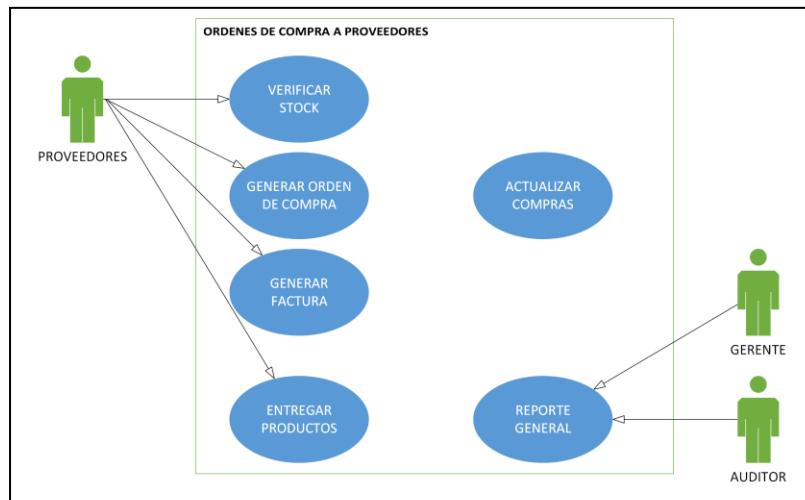 ORDENES DE COMPRA A PROVEEDORES
VERIFICAR
STOCK
PROVEEDORES
GENERAR ORDEN
DE COMPRA
ACTUALIZAR
COMPRAS
GENERAR
FACTURA
GERENTE
ENTREGAR
PRODUCTOS
REPORTE
GENERAL
AUDITOR